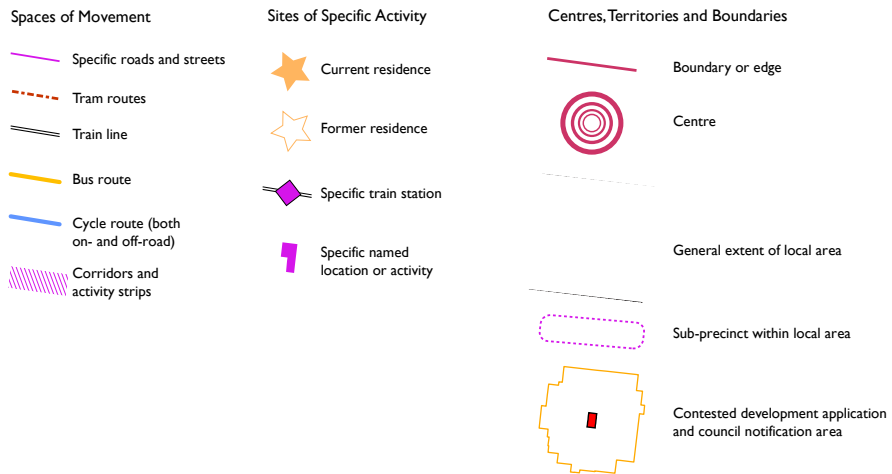 Spaces of Movement
Specific roads and streets
Tram routes
Train line
Bus route
Cycle route (both
on- and off-road)
Corridors and
activity strips
Sites of Specific Activity
Current residence
Former residence
Specific train station
Specific named
location or activity
Centres, Territories and Boundaries
Boundary or edge
Centre
General extent of local area
Sub-precinct within local area
Contested development application
and council notification area